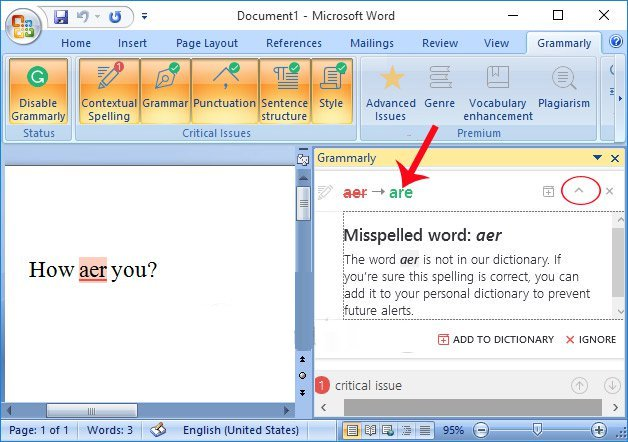 Document1 - Microsoft Word
Home Insert Page Layout References Mailings Review View Grammarly
Disable Grammarly
Contextual Spelling
1
Grammar
Punctuation
Sentence structure
Style
Advanced Issues
Genre
Vocabulary enhancement
Plagiarism
Status Critical Issues Premium
Grammarly
aer → are
Misspelled word: aer
The word aer is not in our dictionary. If
you're sure this spelling is correct, you can
add it to your personal dictionary to prevent
future alerts.
ADD TO DICTIONARY × IGNORE
How aer you?
1 critical issue
Page: 1 of 1 Words: 3 English (United States) 95%